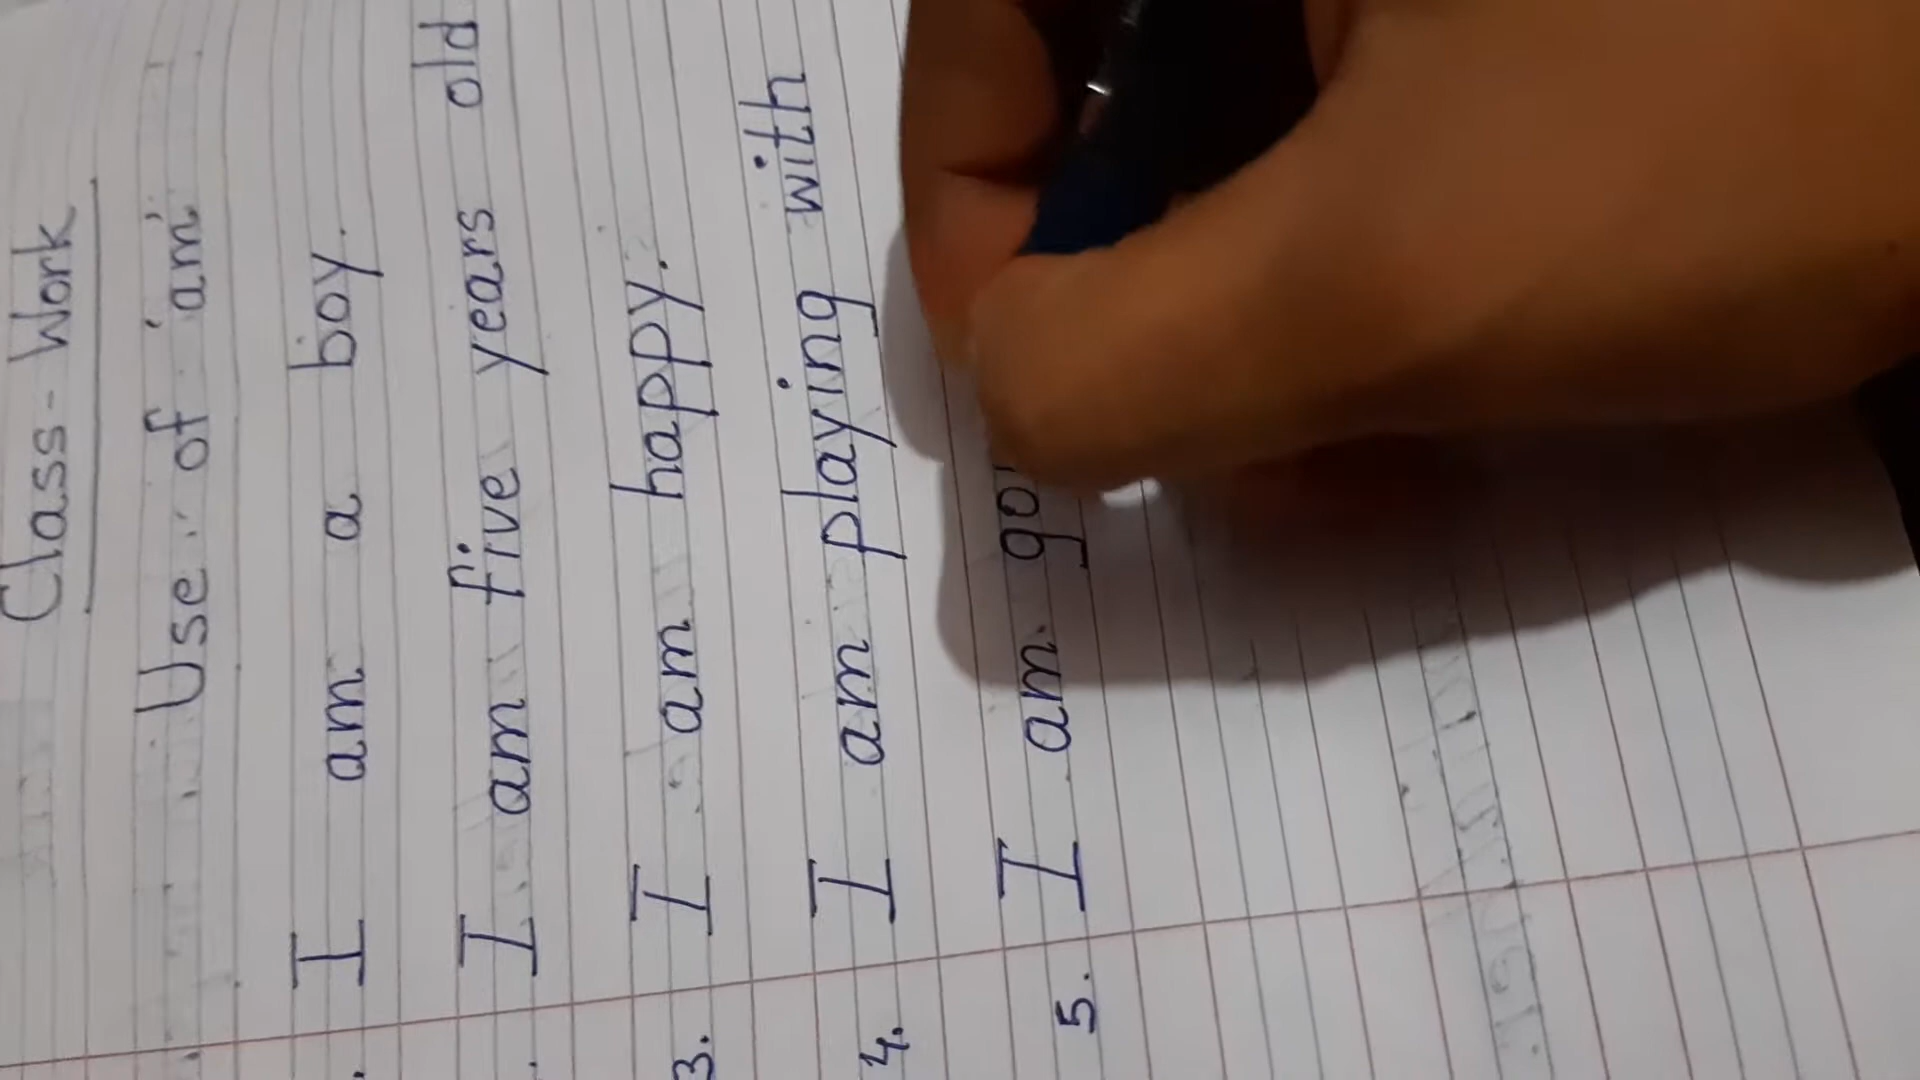 Class-Work
Use of 'am'
. I am a boy.
. I am five years old
3. I am happy.
4. I am playing with
5. I am